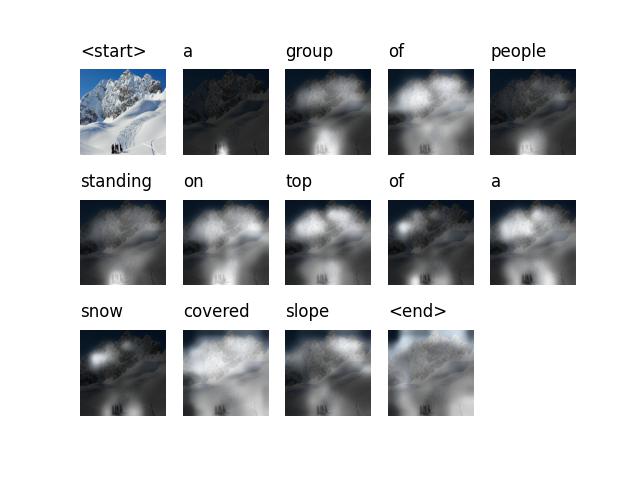 <start> a group of people
standing on top of a
snow covered slope <end>